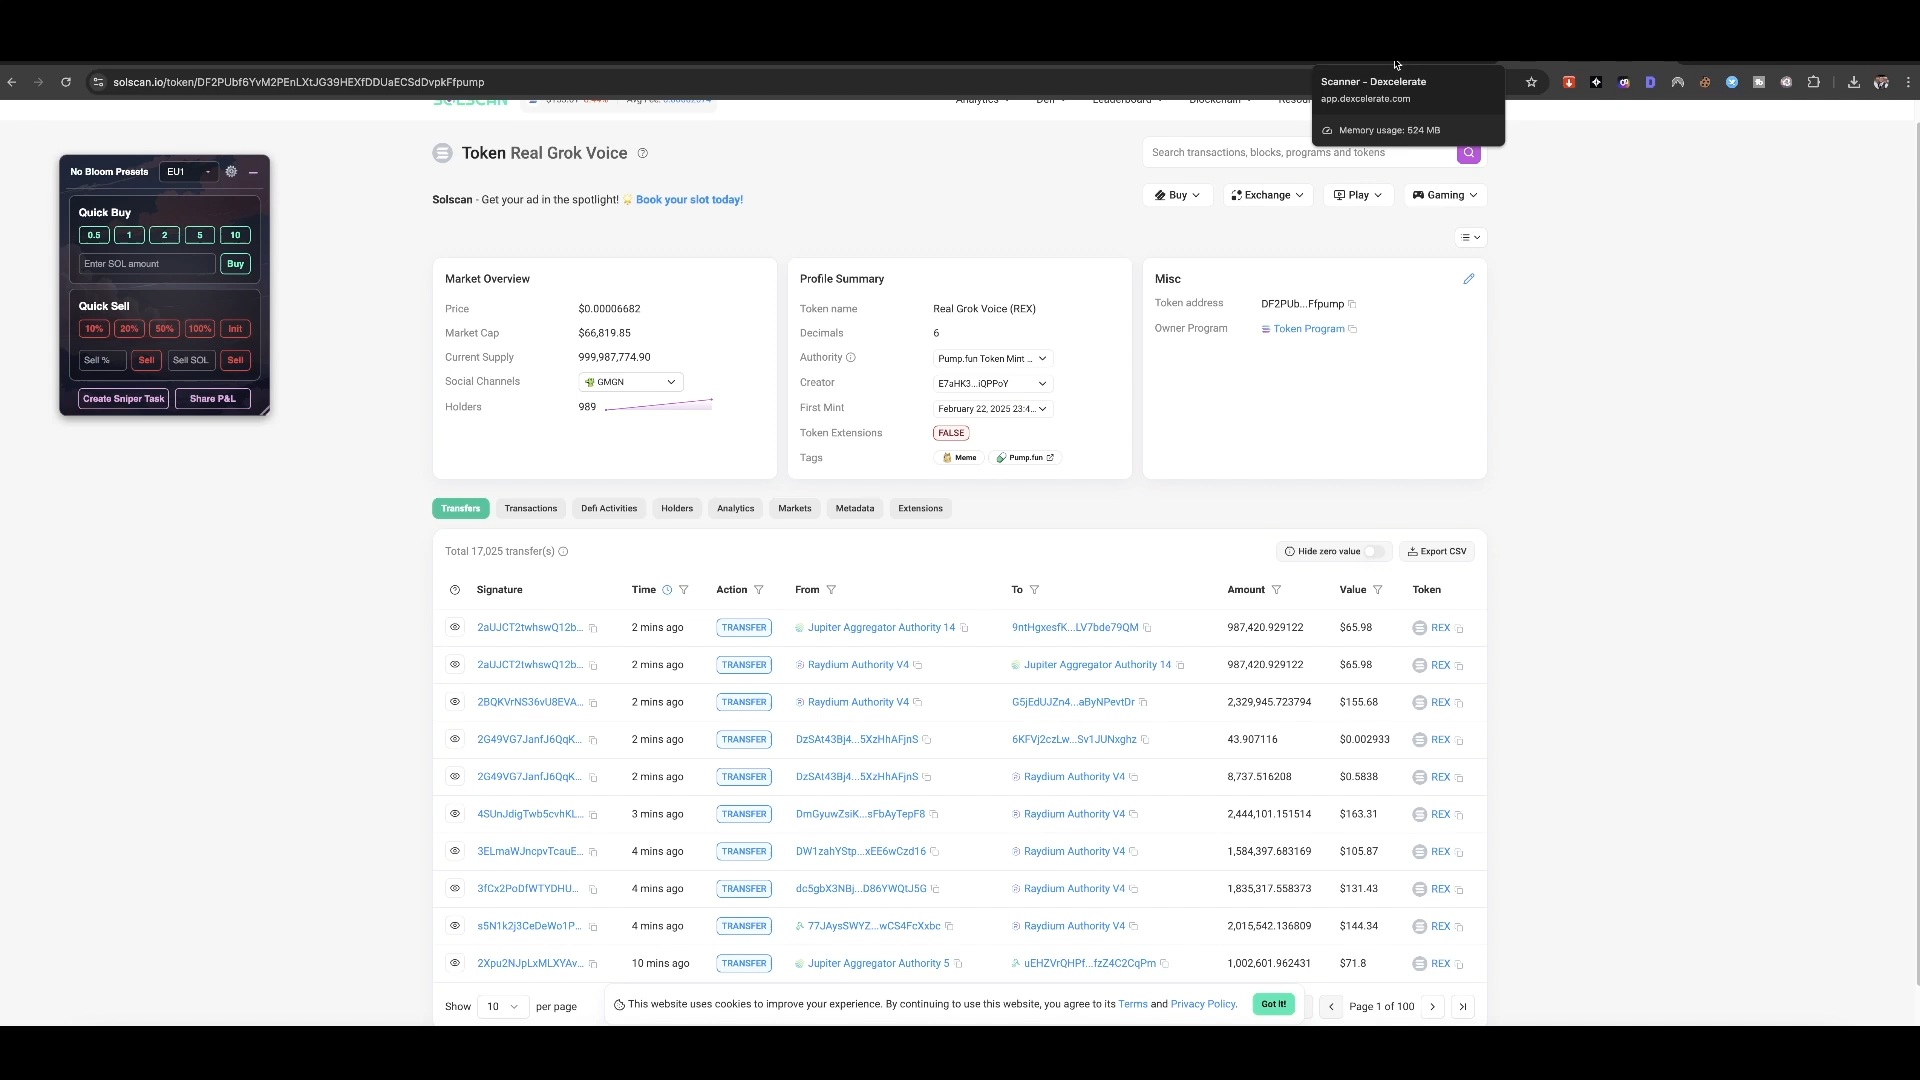 solscan.io/token/DF2PUbf6YvM2PEnLXtJG39HEXfDDUaECSdDvpkFfpump
Scanner – Dexcelerate
app.dexcelerate.com
Memory usage: 524 MB
SOLSCAN
Analytics
Leaderboard
Blockchain
Token Real Grok Voice
Search transactions, blocks, programs and tokens
Solscan - Get your ad in the spotlight! Book your slot today!
Buy
Exchange
Play
Gaming
No Bloom Presets
EU1
Quick Buy
0.5 1 2 5 10
Enter SOL amount
Buy
Quick Sell
10% 20% 50% 100% Init
Sell %
Sell
Sell SOL
Sell
Create Sniper Task
Share P&L
Market Overview
Price $0.00006682
Market Cap $66,819.85
Current Supply 999,987,774.90
Social Channels GMGN
Holders 989
Profile Summary
Token name Real Grok Voice (REX)
Decimals 6
Authority Pump.fun Token Mint ...
Creator E7aHK3...iQPPoY
First Mint February 22, 2025 23:4...
Token Extensions FALSE
Tags Meme Pump.fun
Misc
Token address DF2PUb...Ffpump
Owner Program Token Program
Transfers Transactions Defi Activities Holders Analytics Markets Metadata Extensions
Total 17,025 transfer(s)
Hide zero value
Export CSV
Signature Time Action From To Amount Value Token
2aUJCT2twhswQ12b... 2 mins ago TRANSFER Jupiter Aggregator Authority 14 9ntHgxesfK...LV7bde79QM 987,420.929122 $65.98 REX
2aUJCT2twhswQ12b... 2 mins ago TRANSFER Raydium Authority V4 Jupiter Aggregator Authority 14 987,420.929122 $65.98 REX
2BQKVrNS36vU8EVA... 2 mins ago TRANSFER Raydium Authority V4 G5jEdUJZn4...aByNPevtDr 2,329,945.723794 $155.68 REX
2G49VG7JanfJ6QqK... 2 mins ago TRANSFER DzSAt43Bj4...5XzHhAFjnS 6KFVj2czLw...Sv1JUNxghz 43.907116 $0.002933 REX
2G49VG7JanfJ6QqK... 2 mins ago TRANSFER DzSAt43Bj4...5XzHhAFjnS Raydium Authority V4 8,737.516208 $0.5838 REX
4SUnJdigTwb5cvhKL... 3 mins ago TRANSFER DmGyuwZsiK...sFbAyTepF8 Raydium Authority V4 2,444,101.151514 $163.31 REX
3ELmaWJncpvTcauE... 4 mins ago TRANSFER DW1zahYStp...xEE6wCzd16 Raydium Authority V4 1,584,397.683169 $105.87 REX
3fCx2PoDfWTYDHU... 4 mins ago TRANSFER dc5gbX3NBj...D86YWQtJ5G Raydium Authority V4 1,835,317.558373 $131.43 REX
s5N1k2j3CeDeWo1P... 4 mins ago TRANSFER 77JAysSWYZ...wCS4FcXxbc Raydium Authority V4 2,015,542.136809 $144.34 REX
2Xpu2NJpLxMLXYAv... 10 mins ago TRANSFER Jupiter Aggregator Authority 5 uEHZVrQHPf...fzZ4C2CqPm 1,002,601.962431 $71.8 REX
Show 10 per page
This website uses cookies to improve your experience. By continuing to use this website, you agree to its Terms and Privacy Policy.
Got it!
Page 1 of 100